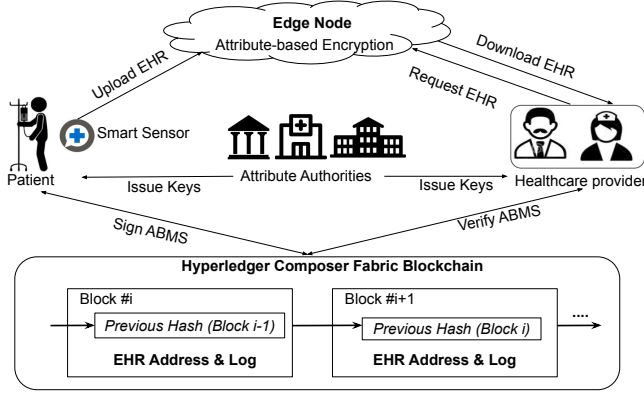 Edge Node
Attribute-based Encryption
Upload EHR
Download EHR
Request EHR
Smart Sensor
Patient
Issue Keys
Attribute Authorities
Issue Keys
Healthcare provider
Sign ABMS
Verify ABMS
Hyperledger Composer Fabric Blockchain
Block #i
Previous Hash (Block i-1)
EHR Address & Log
Block #i+1
Previous Hash (Block i)
EHR Address & Log
....